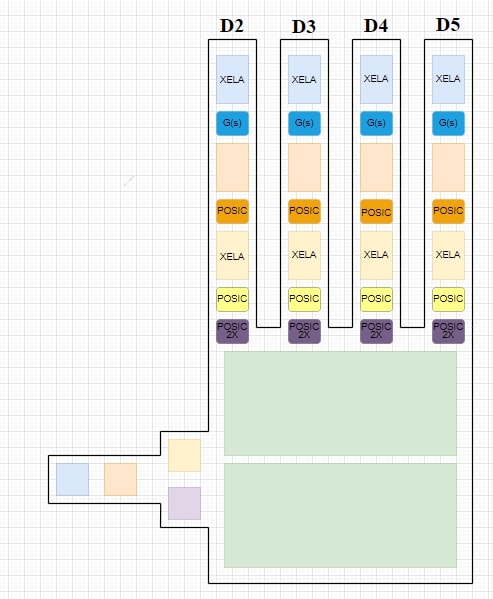 D2 D3 D4 D5
XELA XELA XELA XELA
G(s) G(s) G(s) G(s)
POSIC POSIC POSIC POSIC
XELA XELA XELA XELA
POSIC POSIC POSIC POSIC
POSIC POSIC POSIC POSIC
2X 2X 2X 2X